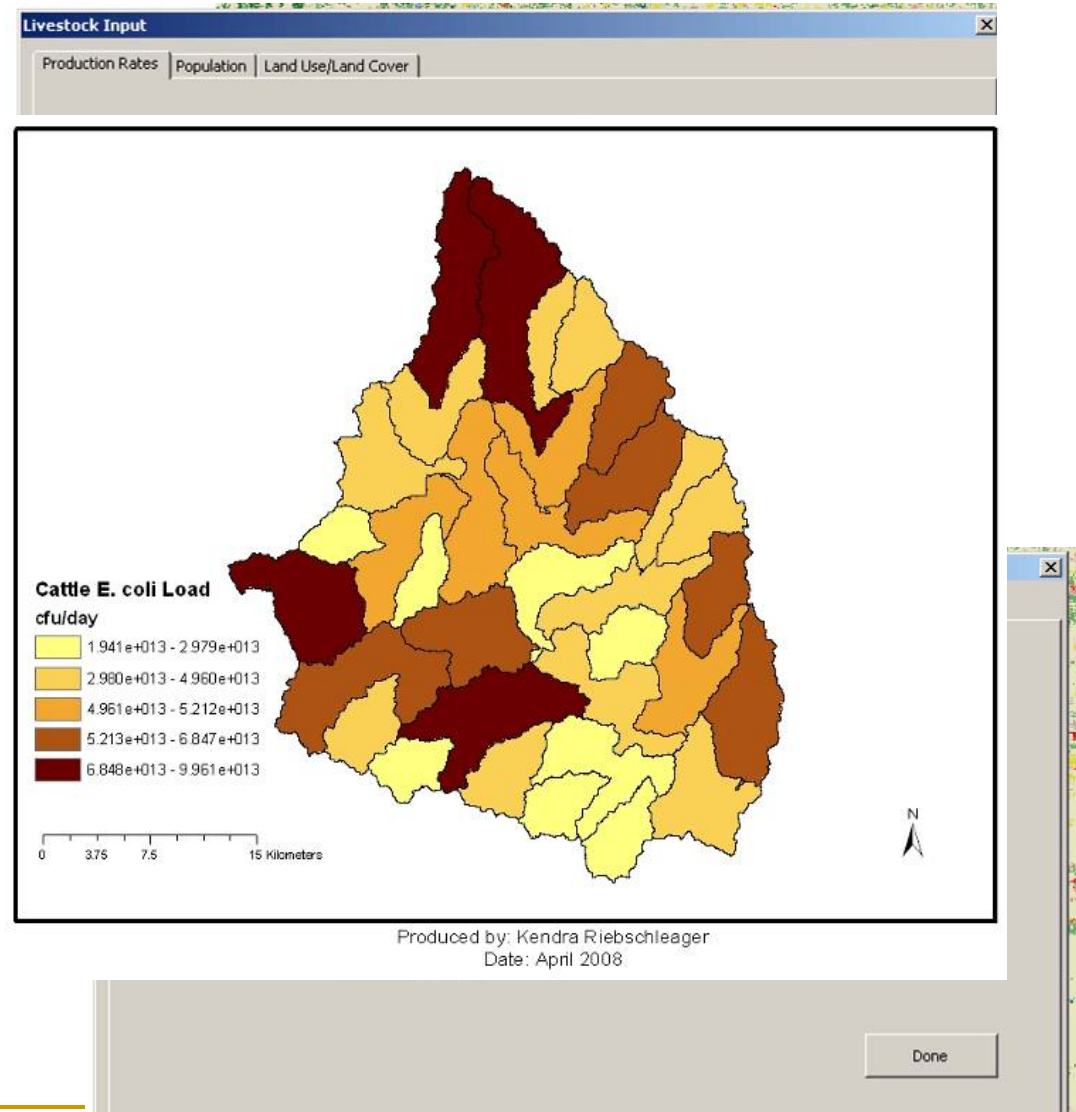 Livestock Input
Production Rates Population Land Use/Land Cover
Cattle E. coli Load
cfu/day
1.941e+013 - 2.979e+013
2.980e+013 - 4.960e+013
4.961e+013 - 5.212e+013
5.213e+013 - 6.847e+013
6.848e+013 - 9.961e+013
0 3.75 7.5 15 Kilometers
N
Produced by: Kendra Riebschleager
Date: April 2008
Done